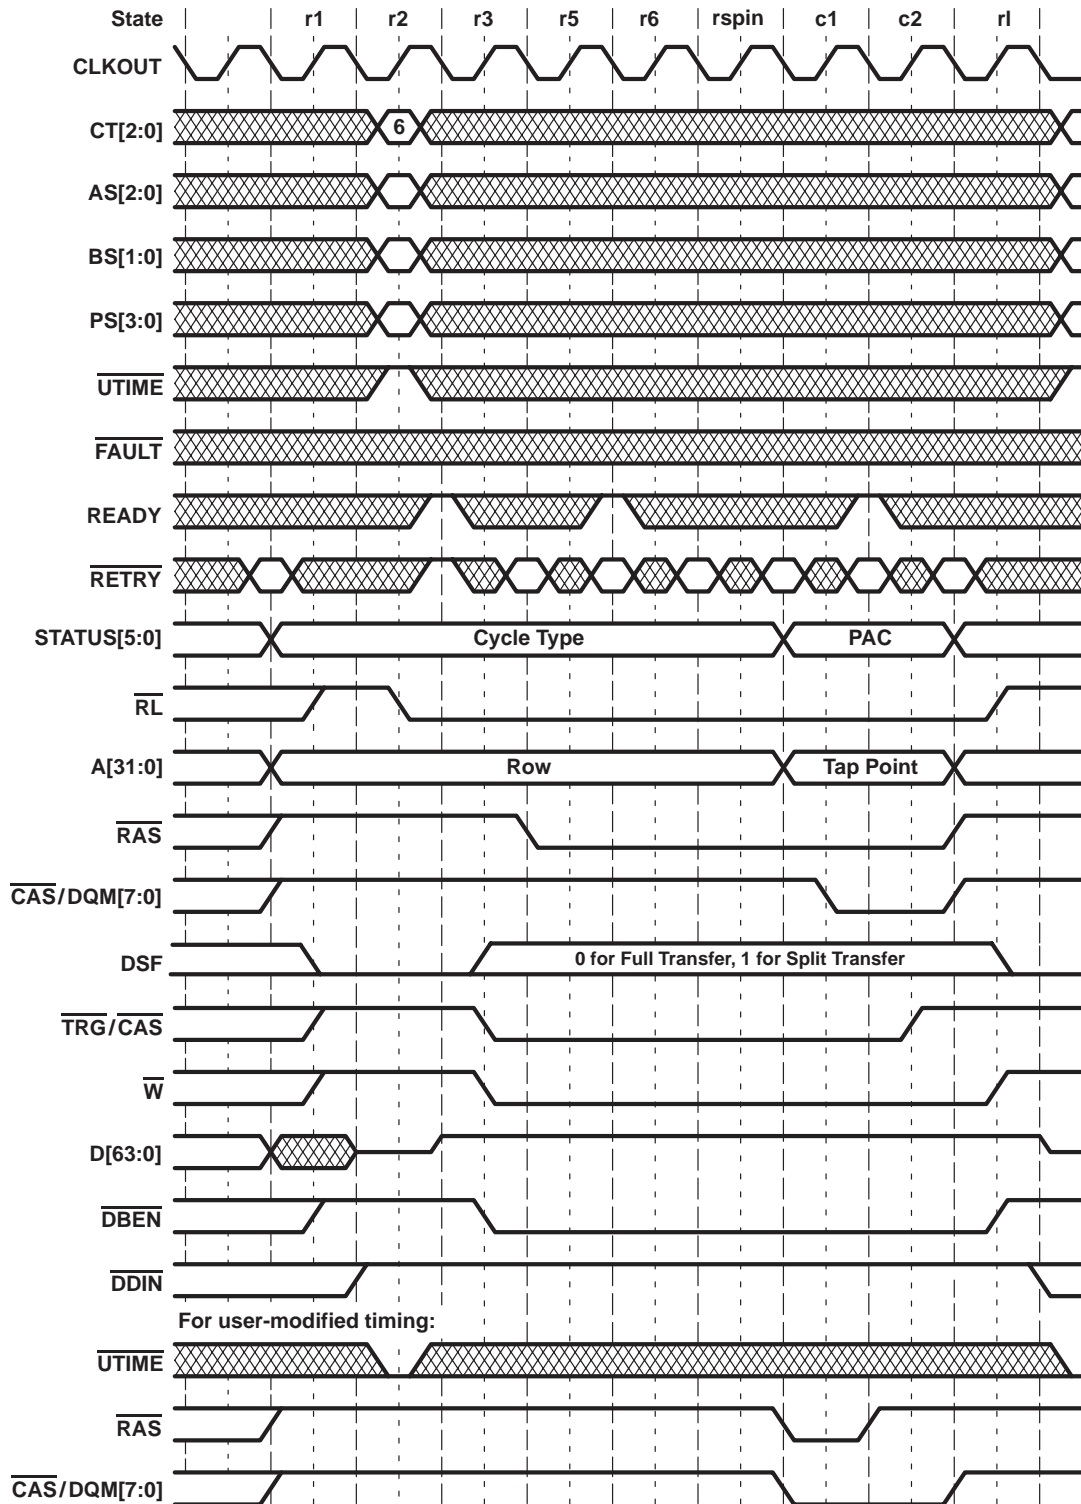 State r1 r2 r3 r5 r6 rspin c1 c2 rl
CLKOUT
CT[2:0] 6
AS[2:0]
BS[1:0]
PS[3:0]
UTIME
FAULT
READY
RETRY
STATUS[5:0] Cycle Type PAC
RL
A[31:0] Row Tap Point
RAS
CAS/DQM[7:0]
DSF 0 for Full Transfer, 1 for Split Transfer
TRG/CAS
W
D[63:0]
DBEN
DDIN
For user-modified timing:
UTIME
RAS
CAS/DQM[7:0]